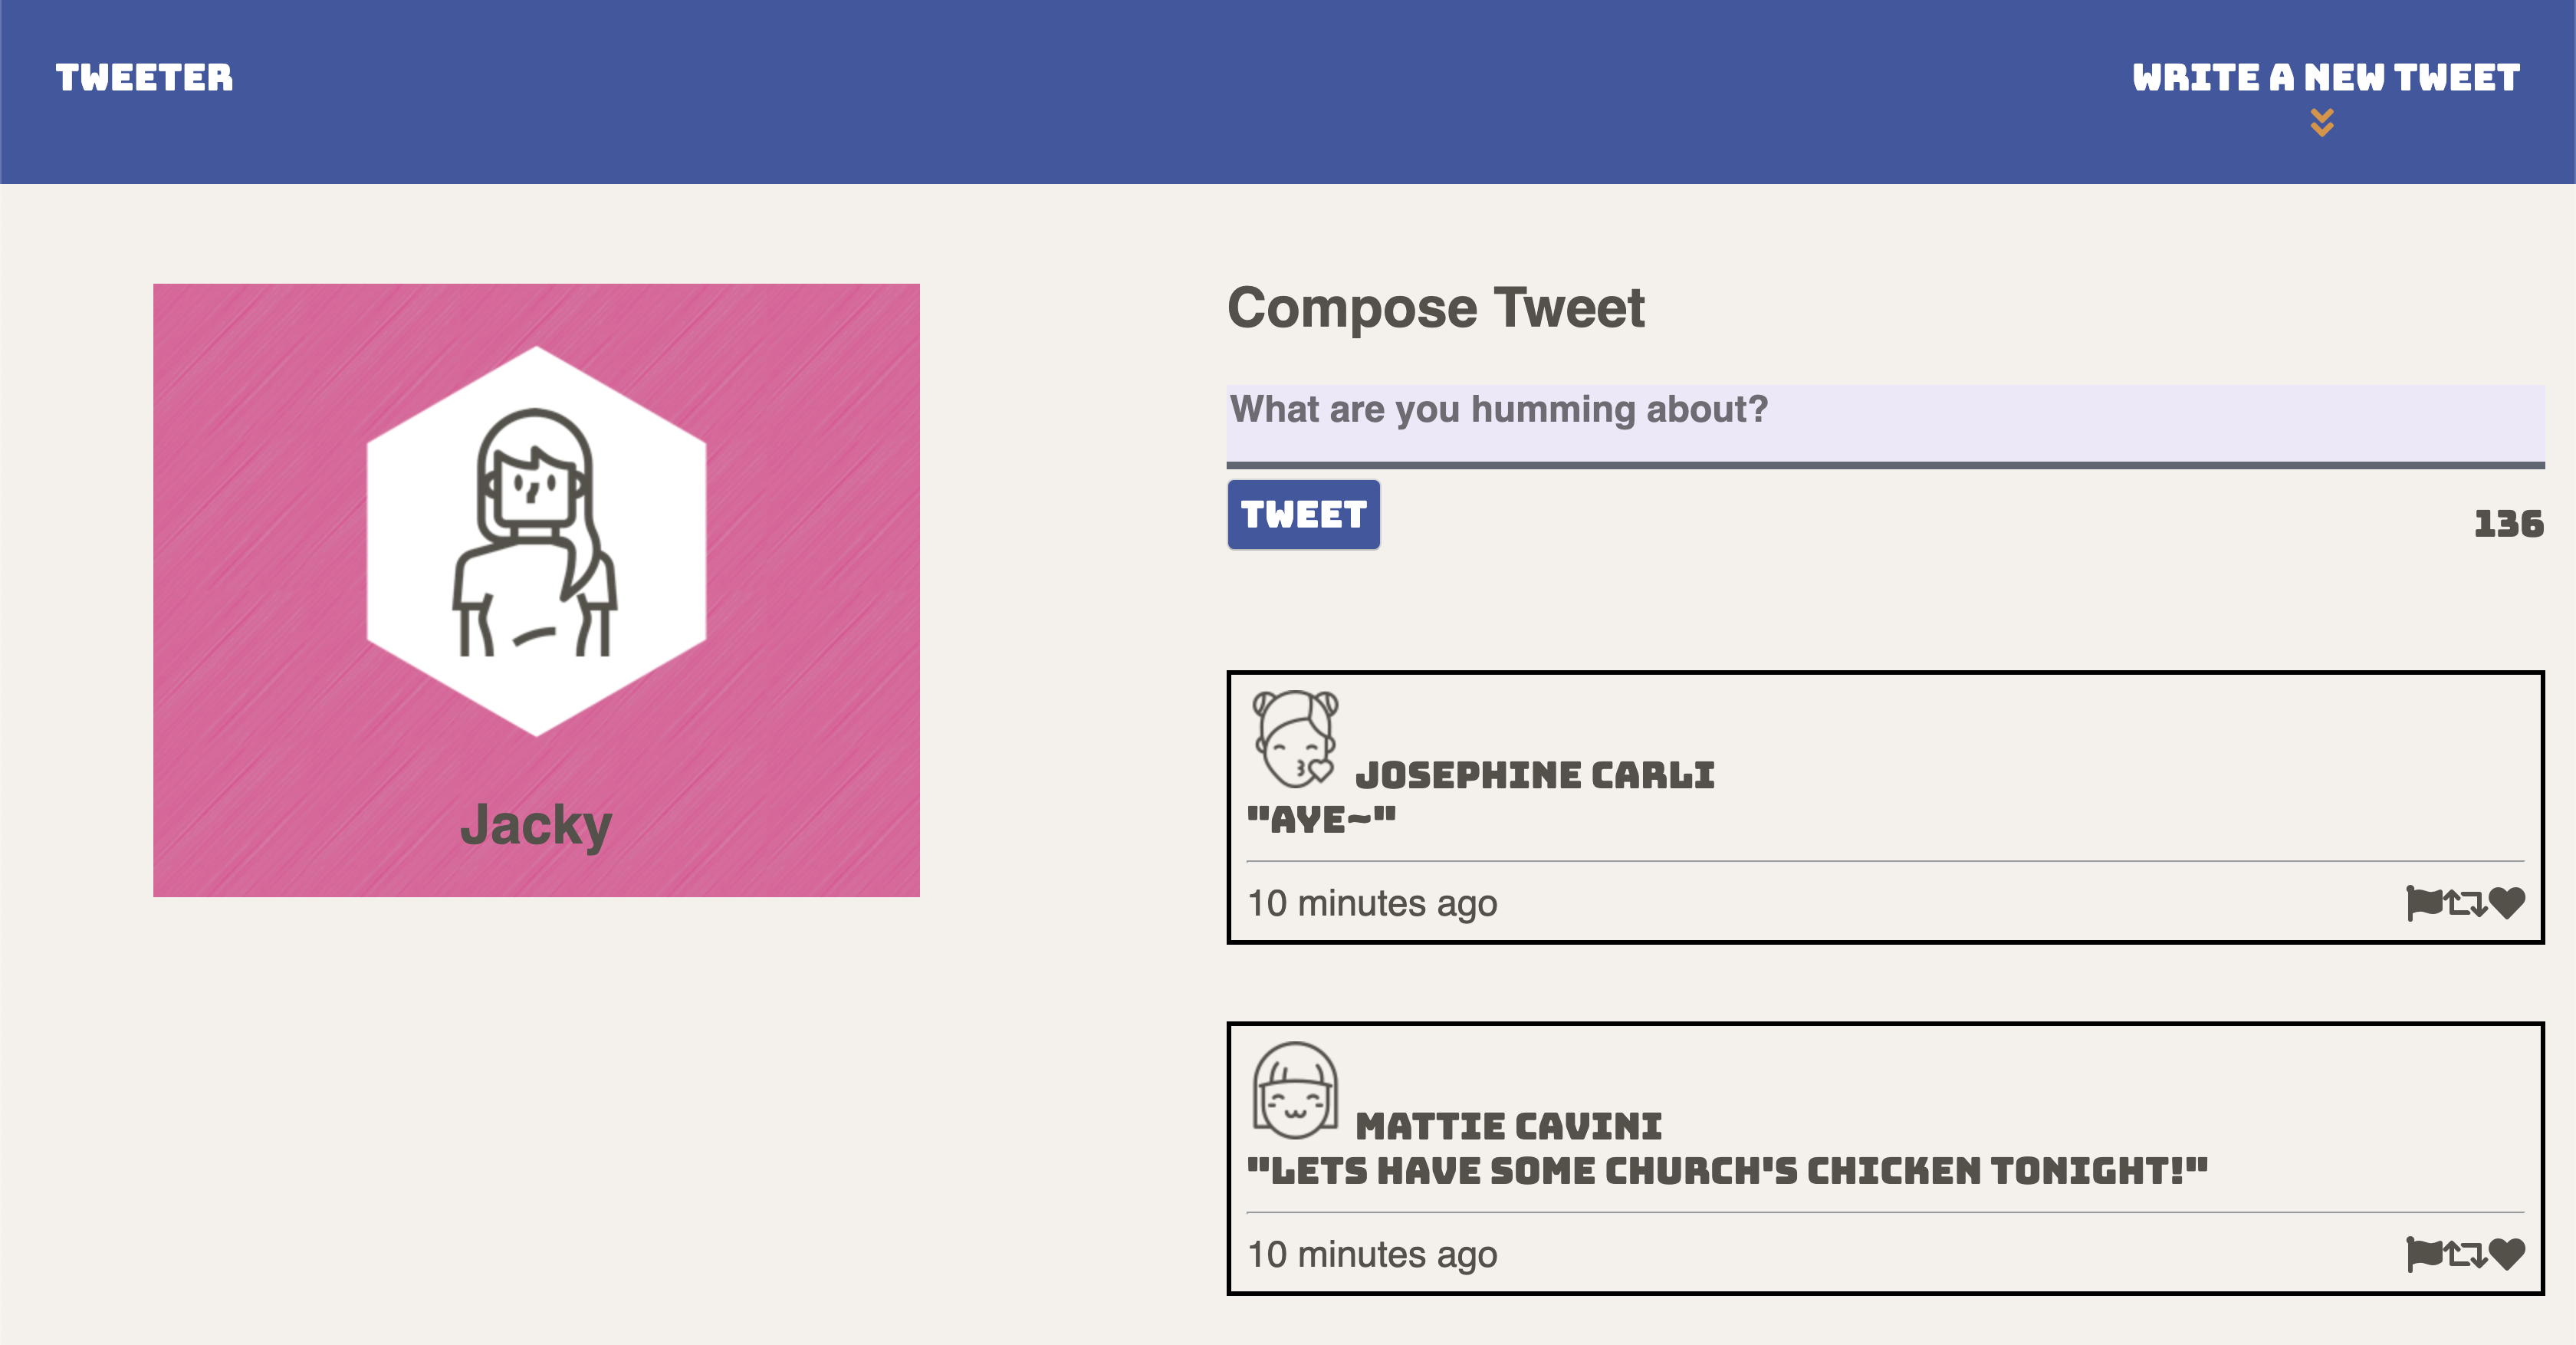 TWEETER
WRITE A NEW TWEET
Jacky
Compose Tweet
What are you humming about?
TWEET
136
JOSEPHINE CARLI
"AYE~"
10 minutes ago
MATTIE CAVINI
"LETS HAVE SOME CHURCH'S CHICKEN TONIGHT!"
10 minutes ago